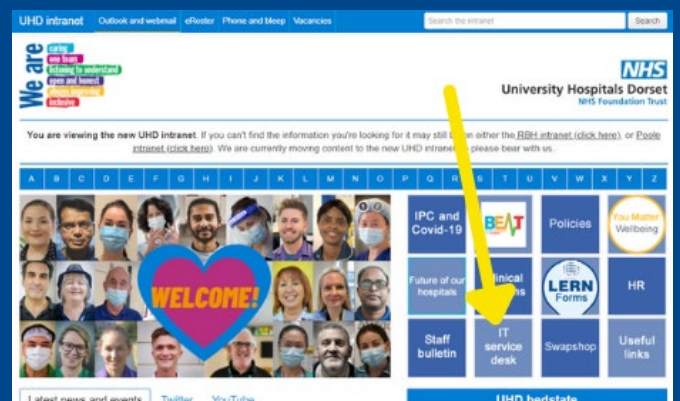 UHD intranet Outlook and webmail eRoster Phone and bleep Vacancies Search the intranet Search
We are
caring
one team
listening to understand
open and honest
always improving
inclusive
NHS
University Hospitals Dorset
NHS Foundation Trust
You are viewing the new UHD intranet. If you can't find the information you're looking for it may still be on either the RBH intranet (click here), or Poole
intranet (click here). We are currently moving content to the new UHD intranet please bear with us.
A B C D E F G H I J K L M N O P Q R S T U V W X Y Z
1 2
WELCOME!
IPC and
Covid-19
BEAT
Policies
You Matter
Wellbeing
Future of our
hospitals
LERN
Forms
HR
Staff
bulletin
IT
service
desk
Swapshop
Useful
links
Latest news and events Twitter YouTube
UHD bedstate